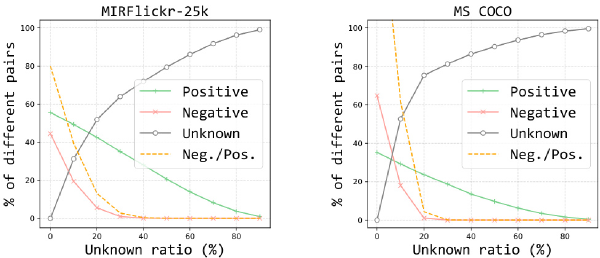 MIRFlickr-25k
% of different pairs
100
80
60
40
20
0
Positive
Negative
Unknown
Neg./Pos.
0 20 40 60 80
Unknown ratio (%)
MS COCO
% of different pairs
100
80
60
40
20
0
Positive
Negative
Unknown
Neg./Pos.
0 20 40 60 80
Unknown ratio (%)